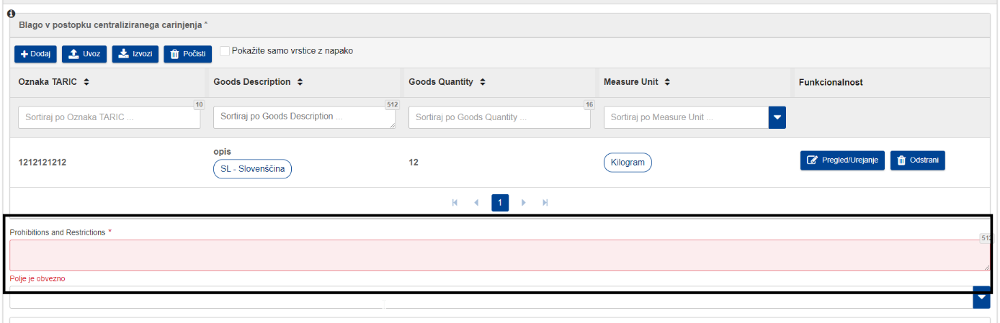 Blago v postopku centraliziranega carinjenja *
Dodaj Uvoz Izvozi Počisti Pokažite samo vrstice z napako
Oznaka TARIC Goods Description Goods Quantity Measure Unit Funkcionalnost
10 512 16
Sortiraj po Oznaka TARIC ... Sortiraj po Goods Description ... Sortiraj po Goods Quantity ... Sortiraj po Measure Unit ...
opis
1212121212 SL - Slovenščina 12 Kilogram Pregled/Urejanje Odstrani
1
Prohibitions and Restrictions *
512
Polje je obvezno